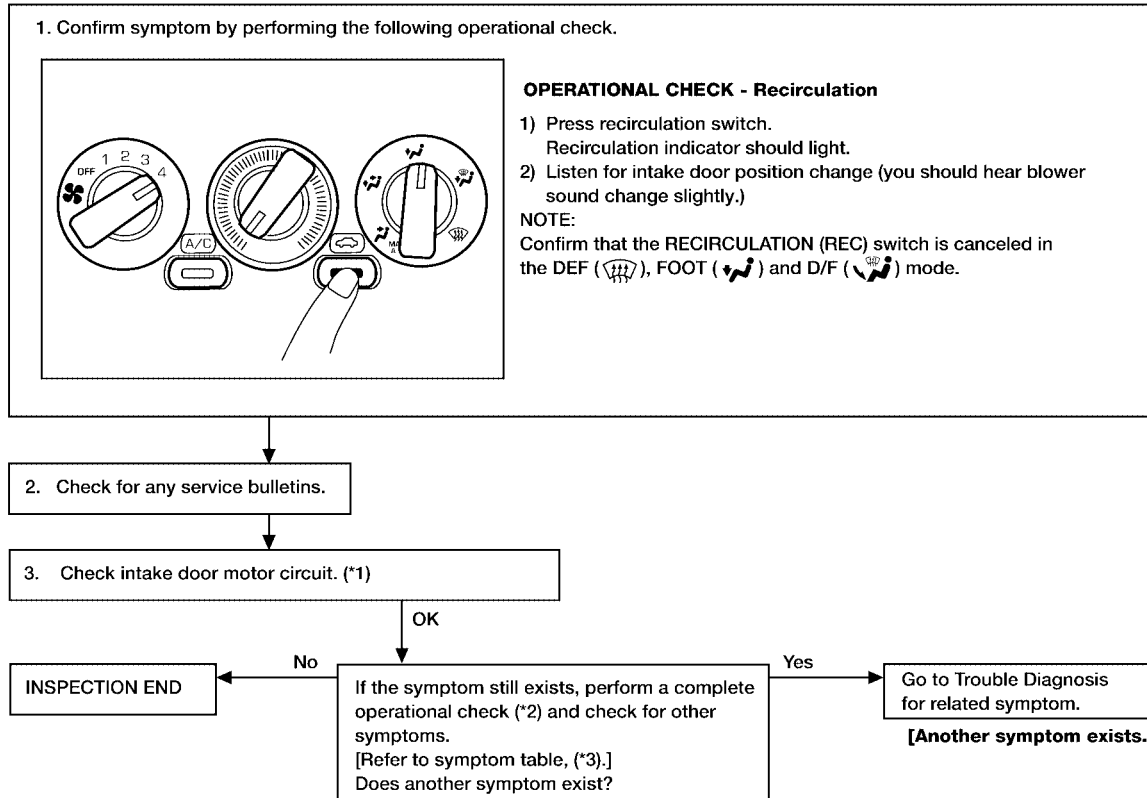 1. Confirm symptom by performing the following operational check.
OFF 1 2 3 4
A/C
OPERATIONAL CHECK - Recirculation
1) Press recirculation switch.
Recirculation indicator should light.
2) Listen for intake door position change (you should hear blower
sound change slightly.)
NOTE:
Confirm that the RECIRCULATION (REC) switch is canceled in
the DEF ( ), FOOT ( ) and D/F ( ) mode.
2. Check for any service bulletins.
3. Check intake door motor circuit. (*1)
OK
No
Yes
INSPECTION END
If the symptom still exists, perform a complete
operational check (*2) and check for other
symptoms.
[Refer to symptom table, (*3).]
Does another symptom exist?
Go to Trouble Diagnosis
for related symptom.
[Another symptom exists.